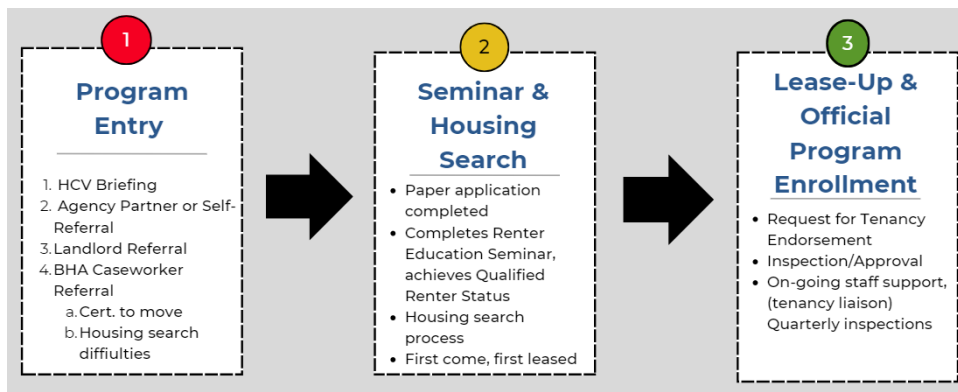 1
Program
Entry
1. HCV Briefing
2. Agency Partner or Self-
Referral
3. Landlord Referral
4. BHA Caseworker
Referral
a. Cert. to move
b. Housing search
diffiulties
2
Seminar &
Housing
Search
• Paper application
completed
• Completes Renter
Education Seminar,
achieves Qualified
Renter Status
• Housing search
process
• First come, first leased
3
Lease-Up &
Official
Program
Enrollment
• Request for Tenancy
Endorsement
• Inspection/Approval
• On-going staff support,
(tenancy liaison)
Quarterly inspections